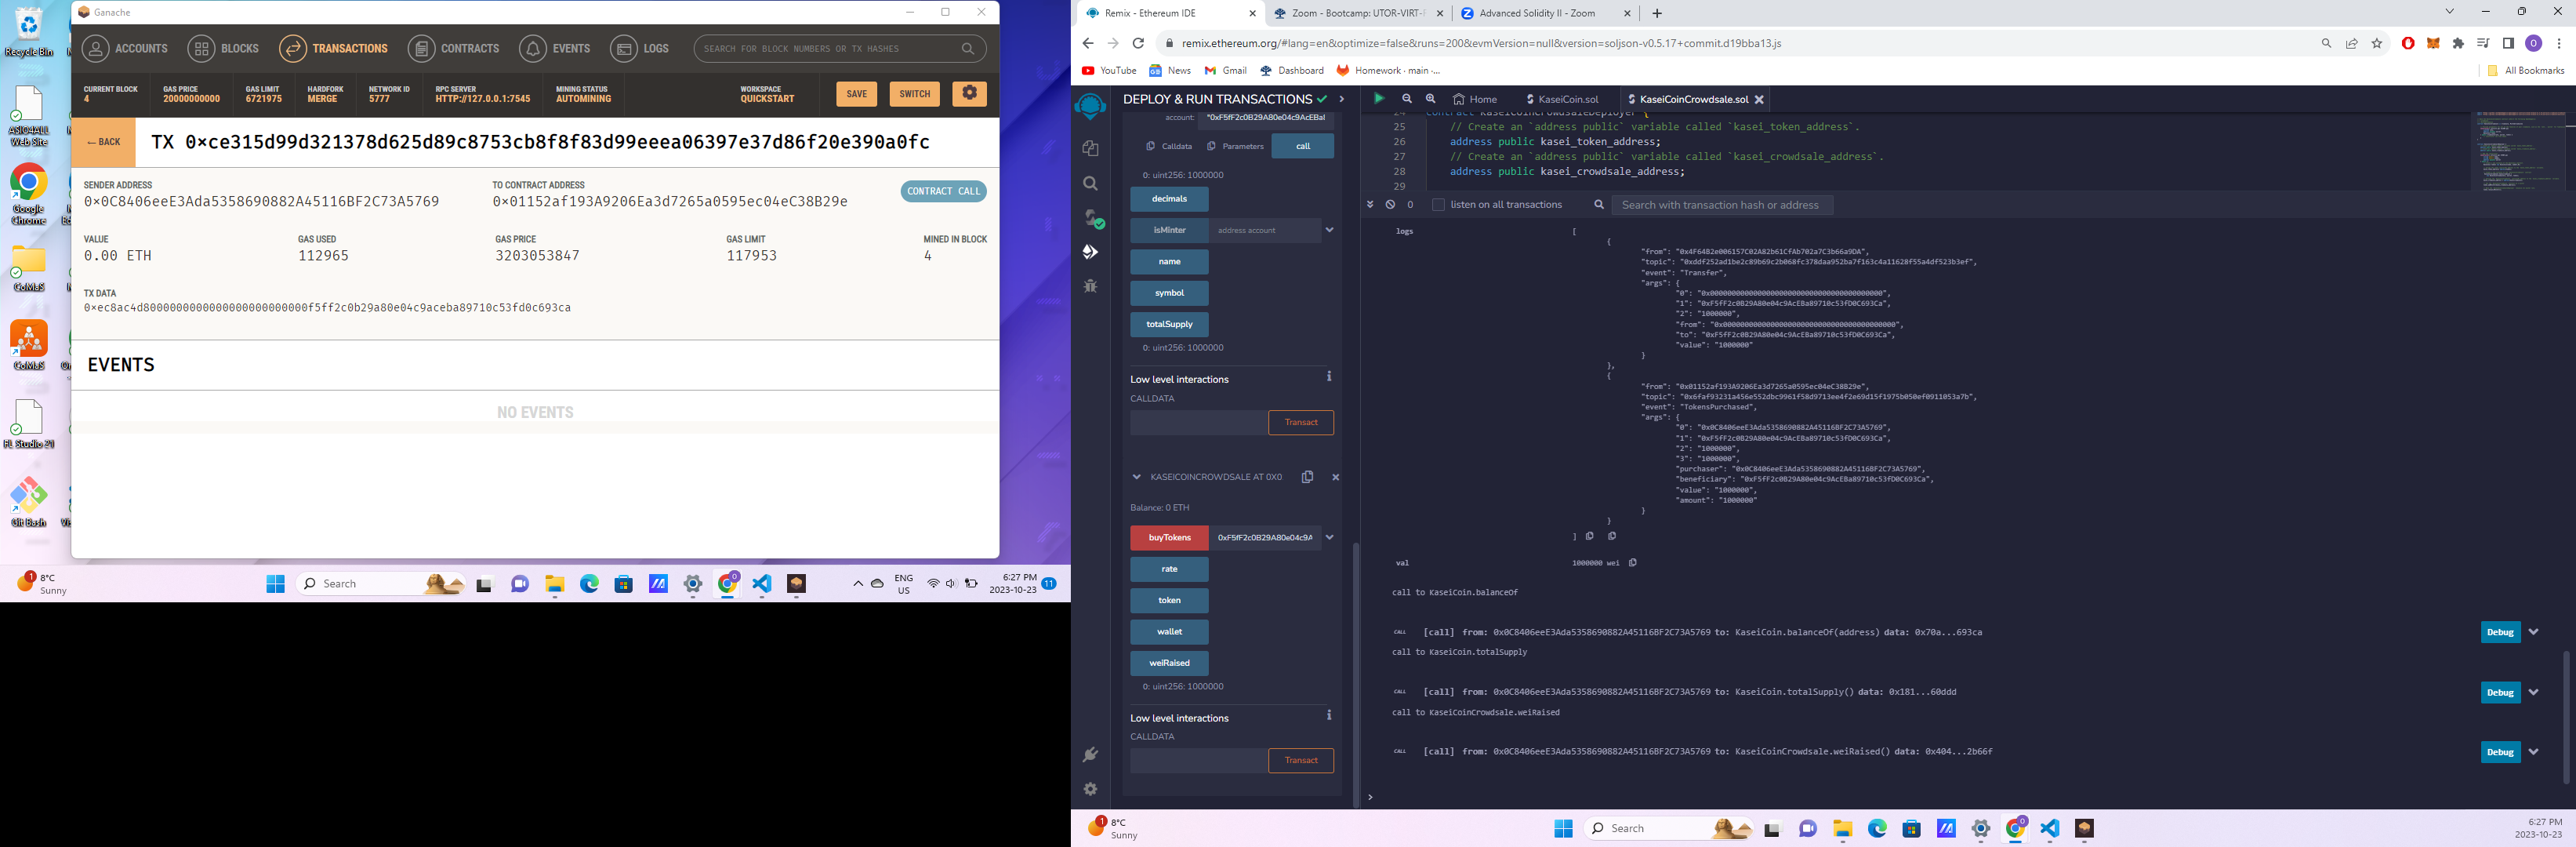 Ganache
ACCOUNTS BLOCKS TRANSACTIONS CONTRACTS EVENTS LOGS SEARCH FOR BLOCK NUMBERS OR TX HASHES
CURRENT BLOCK 4
GAS PRICE 20000000000
GAS LIMIT 6721975
HARDFORK MERGE
NETWORK ID 5777
RPC SERVER HTTP://127.0.0.1:7545
MINING STATUS AUTOMINING
WORKSPACE QUICKSTART
SAVE SWITCH
← BACK TX 0×ce315d99d321378d625d89c8753cb8f8f83d99eeea06397e37d86f20e390a0fc
SENDER ADDRESS
0×0C8406eeE3Ada5358690882A45116BF2C73A5769
TO CONTRACT ADDRESS
0×01152af193A9206Ea3d7265a0595ec04eC38B29e
CONTRACT CALL
VALUE
0.00 ETH
GAS USED
112965
GAS PRICE
3203053847
GAS LIMIT
117953
MINED IN BLOCK
4
TX DATA
EVENTS
NO EVENTS
Recycle Bin
ASIO4ALL Web Site
Google Chrome
CoMaS
CoMaS
FL Studio 21
Git Bash
8°C
Sunny
Search
ENG
US
6:27 PM
2023-10-23
11
Remix - Ethereum IDE
Zoom - Bootcamp: UTOR-VIRT-F
Advanced Solidity II - Zoom
remix.ethereum.org/#lang=en&optimize=false&runs=200&evmVersion=null&version=soljson-v0.5.17+commit.d19bba13.js
YouTube News Gmail Dashboard Homework · main ·... All Bookmarks
DEPLOY & RUN TRANSACTIONS
account: "0xF5fF2c0B29A80e04c9AcEBal
Calldata Parameters call
0: uint256: 1000000
decimals
isMinter address account
name
symbol
totalSupply
0: uint256: 1000000
Low level interactions
CALLDATA
Transact
KASEICOINCROWDSALE AT 0X0
Balance: 0 ETH
buyTokens 0xF5fF2c0B29A80e04c9A
rate
token
wallet
weiRaised
0: uint256: 1000000
Low level interactions
CALLDATA
Transact
Home KaseiCoin.sol KaseiCoinCrowdsale.sol
24 contract KaseiCoinCrowdsaleDeployer {
25 // Create an `address public` variable called `kasei_token_address`.
26 address public kasei_token_address;
27 // Create an `address public` variable called `kasei_crowdsale_address`.
28 address public kasei_crowdsale_address;
29
0 listen on all transactions Search with transaction hash or address
logs [
{
"from": "0x4F64B2e006157C02A82b61CfAb702a7C3b66a9DA",
"topic": "0xddf252ad1be2c89b69c2b068fc378daa952ba7f163c4a11628f55a4df523b3ef",
"event": "Transfer",
"args": {
"0": "0x0000000000000000000000000000000000000000",
"1": "0xF5fF2c0B29A80e04c9AcEBa89710c53fD0C693Ca",
"2": "1000000",
"from": "0x0000000000000000000000000000000000000000",
"to": "0xF5fF2c0B29A80e04c9AcEBa89710c53fD0C693Ca",
"value": "1000000"
}
},
{
"from": "0x01152af193A9206Ea3d7265a0595ec04eC38B29e",
"topic": "0x6faf93231a456e552dbc9961f58d9713ee4f2e69d15f1975b050ef0911053a7b",
"event": "TokensPurchased",
"args": {
"0": "0x0C8406eeE3Ada5358690882A45116BF2C73A5769",
"1": "0xF5fF2c0B29A80e04c9AcEBa89710c53fD0C693Ca",
"2": "1000000",
"3": "1000000",
"purchaser": "0x0C8406eeE3Ada5358690882A45116BF2C73A5769",
"beneficiary": "0xF5fF2c0B29A80e04c9AcEBa89710c53fD0C693Ca",
"value": "1000000",
"amount": "1000000"
}
}
]
val 1000000 wei
call to KaseiCoin.balanceOf
CALL [call] from: 0x0C8406eeE3Ada5358690882A45116BF2C73A5769 to: KaseiCoin.balanceOf(address) data: 0x70a...693ca Debug
call to KaseiCoin.totalSupply
CALL [call] from: 0x0C8406eeE3Ada5358690882A45116BF2C73A5769 to: KaseiCoin.totalSupply() data: 0x181...60ddd Debug
call to KaseiCoinCrowdsale.weiRaised
CALL [call] from: 0x0C8406eeE3Ada5358690882A45116BF2C73A5769 to: KaseiCoinCrowdsale.weiRaised() data: 0x404...2b66f Debug
>
8°C
Sunny
Search
6:27 PM
2023-10-23